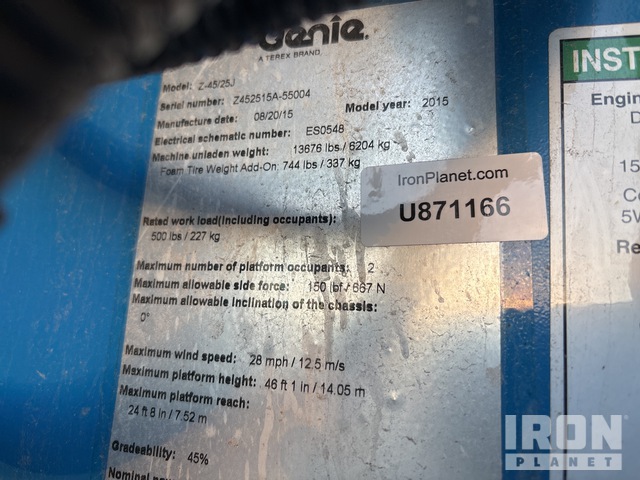 Genie.
A TEREX BRAND
Model: Z-45/25J
Serial number: Z452515A-55004
Manufacture date: 08/20/15 Model year: 2015
Electrical schematic number: ES0548
Machine unladen weight: 13676 lbs / 6204 kg
Foam Tire Weight Add-On: 744 lbs / 337 kg
IronPlanet.com
U871166
Rated work load(including occupants):
500 lbs / 227 kg
Maximum number of platform occupants: 2
Maximum allowable side force: 150 lbf / 667 N
Maximum allowable inclination of the chassis:
0°
Maximum wind speed: 28 mph / 12.5 m/s
Maximum platform height: 46 ft 1 in / 14.05 m
Maximum platform reach:
24 ft 8 in / 7.52 m
Gradeability: 45%
Nominal
INST
Engin
D
15
Co
5W
Re
IRON
PLANET